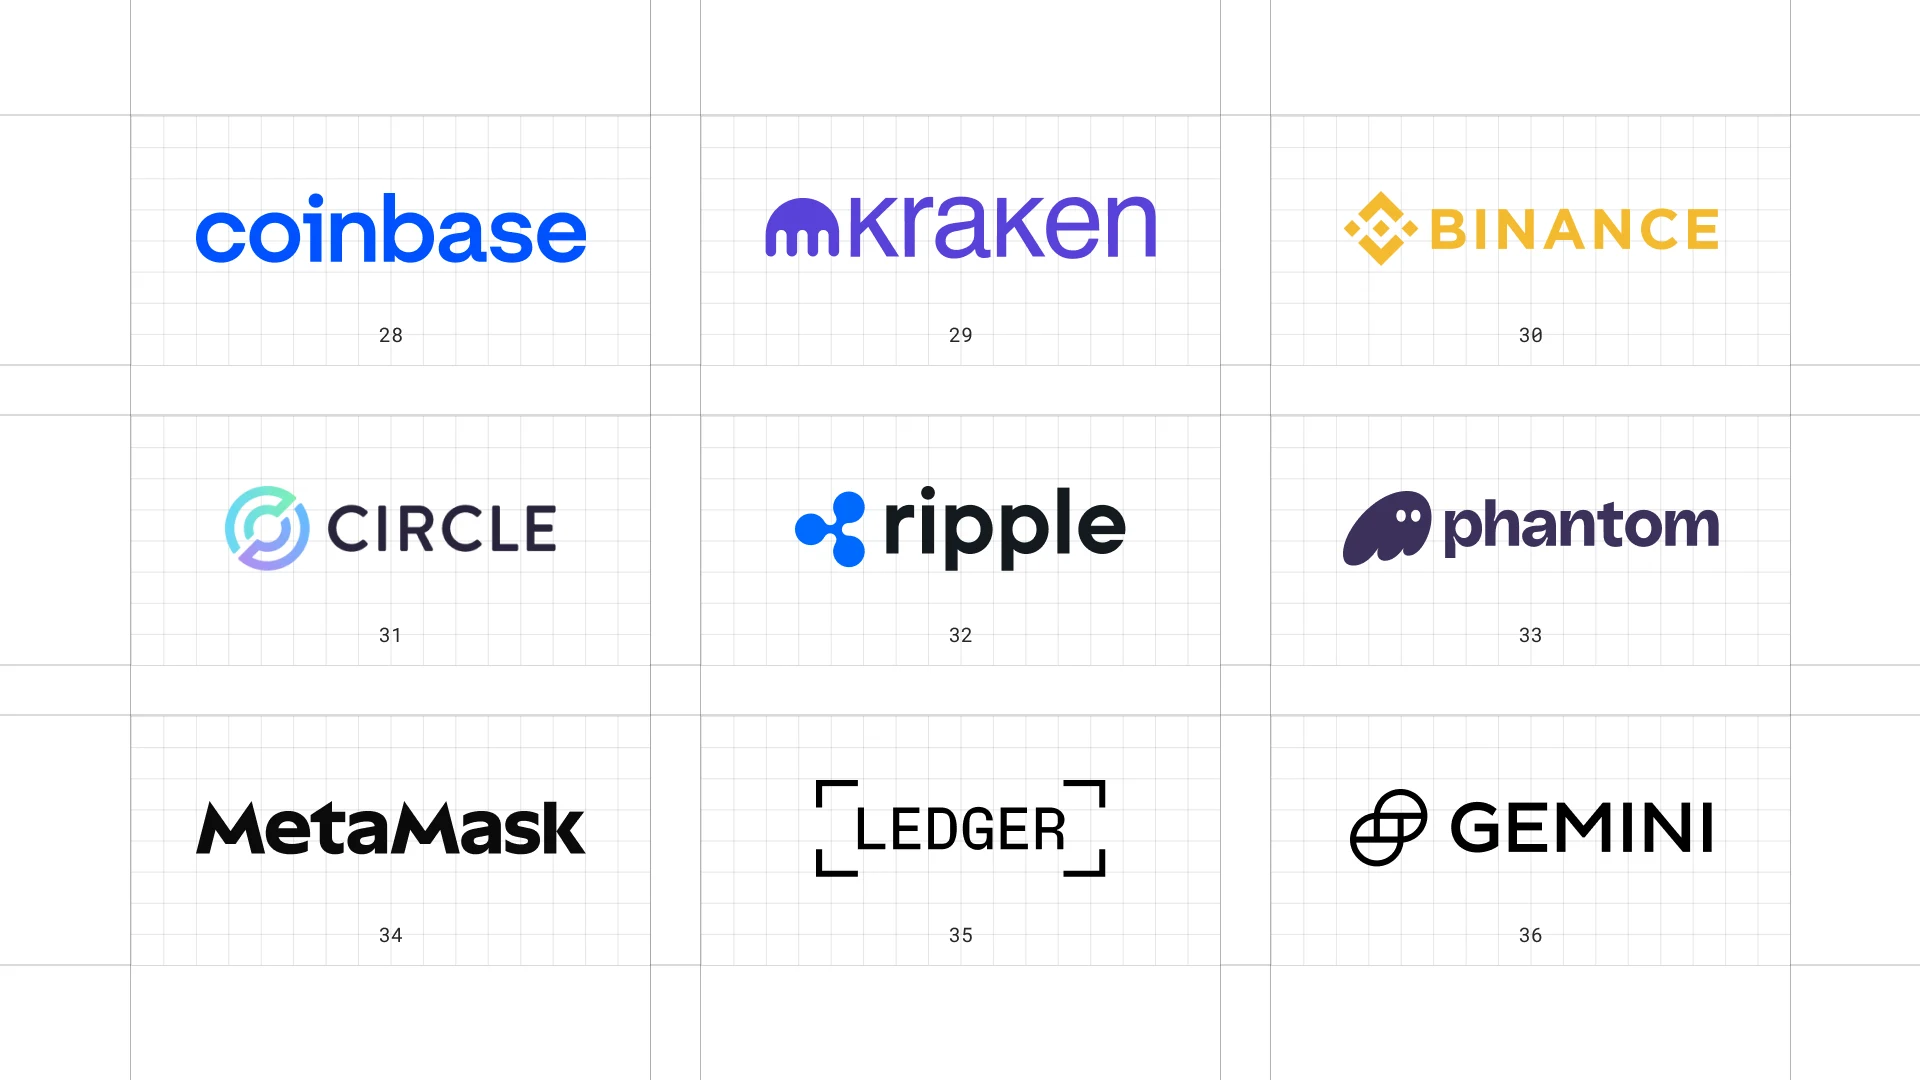 coinbase
28
kraken
29
BINANCE
30
CIRCLE
31
ripple
32
phantom
33
MetaMask
34
LEDGER
35
GEMINI
36